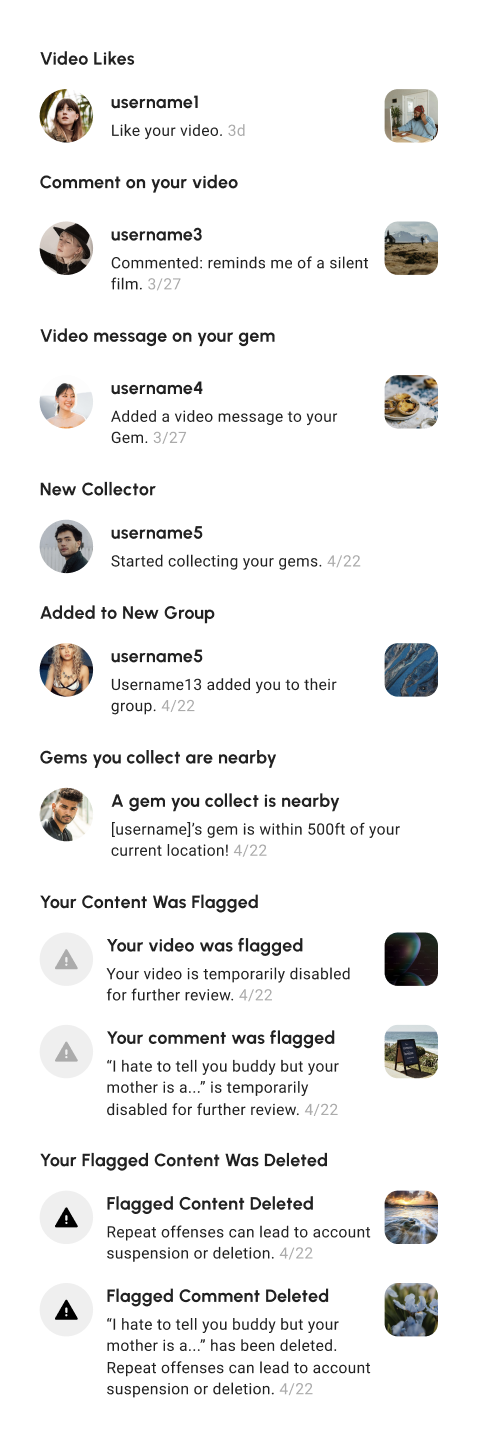 Video Likes
username1
Like your video. 3d
Comment on your video
username3
Commented: reminds me of a silent
film. 3/27
Video message on your gem
username4
Added a video message to your
Gem. 3/27
New Collector
username5
Started collecting your gems. 4/22
Added to New Group
username5
Username13 added you to their
group. 4/22
Gems you collect are nearby
A gem you collect is nearby
[username]’s gem is within 500ft of your
current location! 4/22
Your Content Was Flagged
Your video was flagged
Your video is temporarily disabled
for further review. 4/22
Your comment was flagged
“I hate to tell you buddy but your
mother is a...” is temporarily
disabled for further review. 4/22
Your Flagged Content Was Deleted
Flagged Content Deleted
Repeat offenses can lead to account
suspension or deletion. 4/22
Flagged Comment Deleted
“I hate to tell you buddy but your
mother is a...” has been deleted.
Repeat offenses can lead to account
suspension or deletion. 4/22